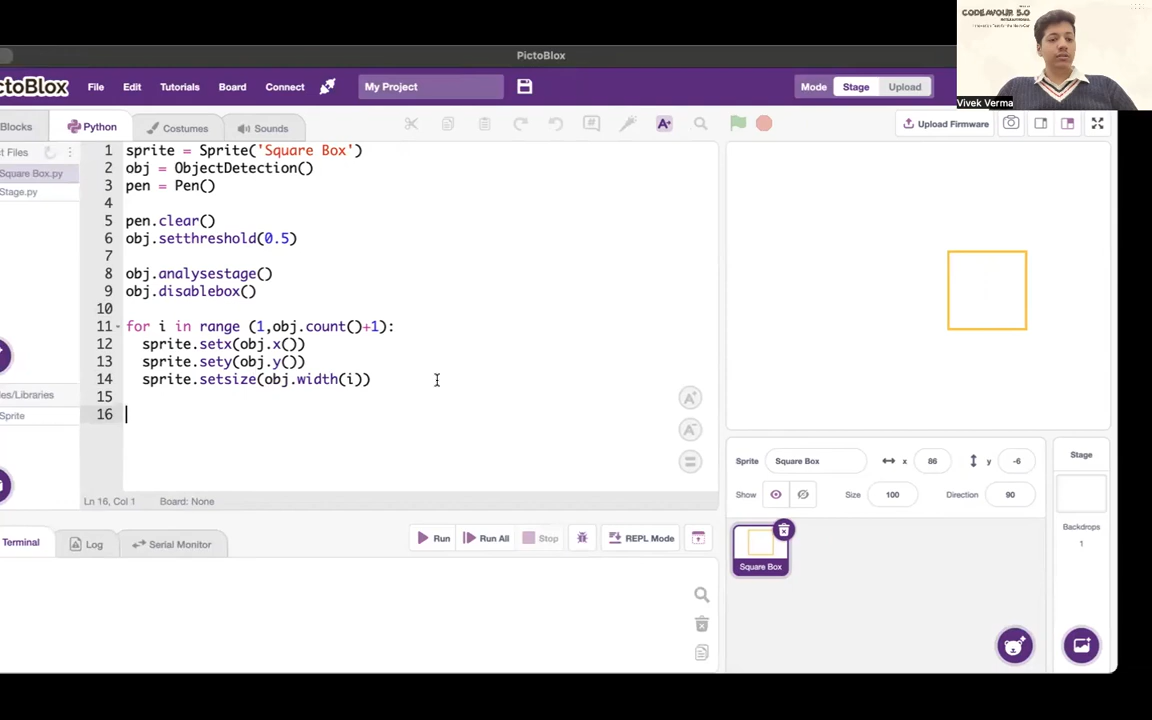 CODEAVOUR 5.0
Vivek Verma
PictoBlox
ctoBlox
File
Edit
Tutorials
Board
Connect
My Project
Mode
Stage
Upload
Blocks
Python
Costumes
Sounds
Upload Firmware
ct Files
Square Box.py
Stage.py
es/Libraries
Sprite
1 sprite = Sprite('Square Box')
2 obj = ObjectDetection()
3 pen = Pen()
4
5 pen.clear()
6 obj.setthreshold(0.5)
7
8 obj.analysestage()
9 obj.disablebox()
10
11 for i in range (1,obj.count()+1):
12 sprite.setx(obj.x())
13 sprite.sety(obj.y())
14 sprite.setsize(obj.width(i))
15
16
Ln 16, Col 1
Board: None
Terminal
Log
Serial Monitor
Run
Run All
Stop
REPL Mode
Sprite
Square Box
x
86
y
-6
Show
Size
100
Direction
90
Square Box
Stage
Backdrops
1